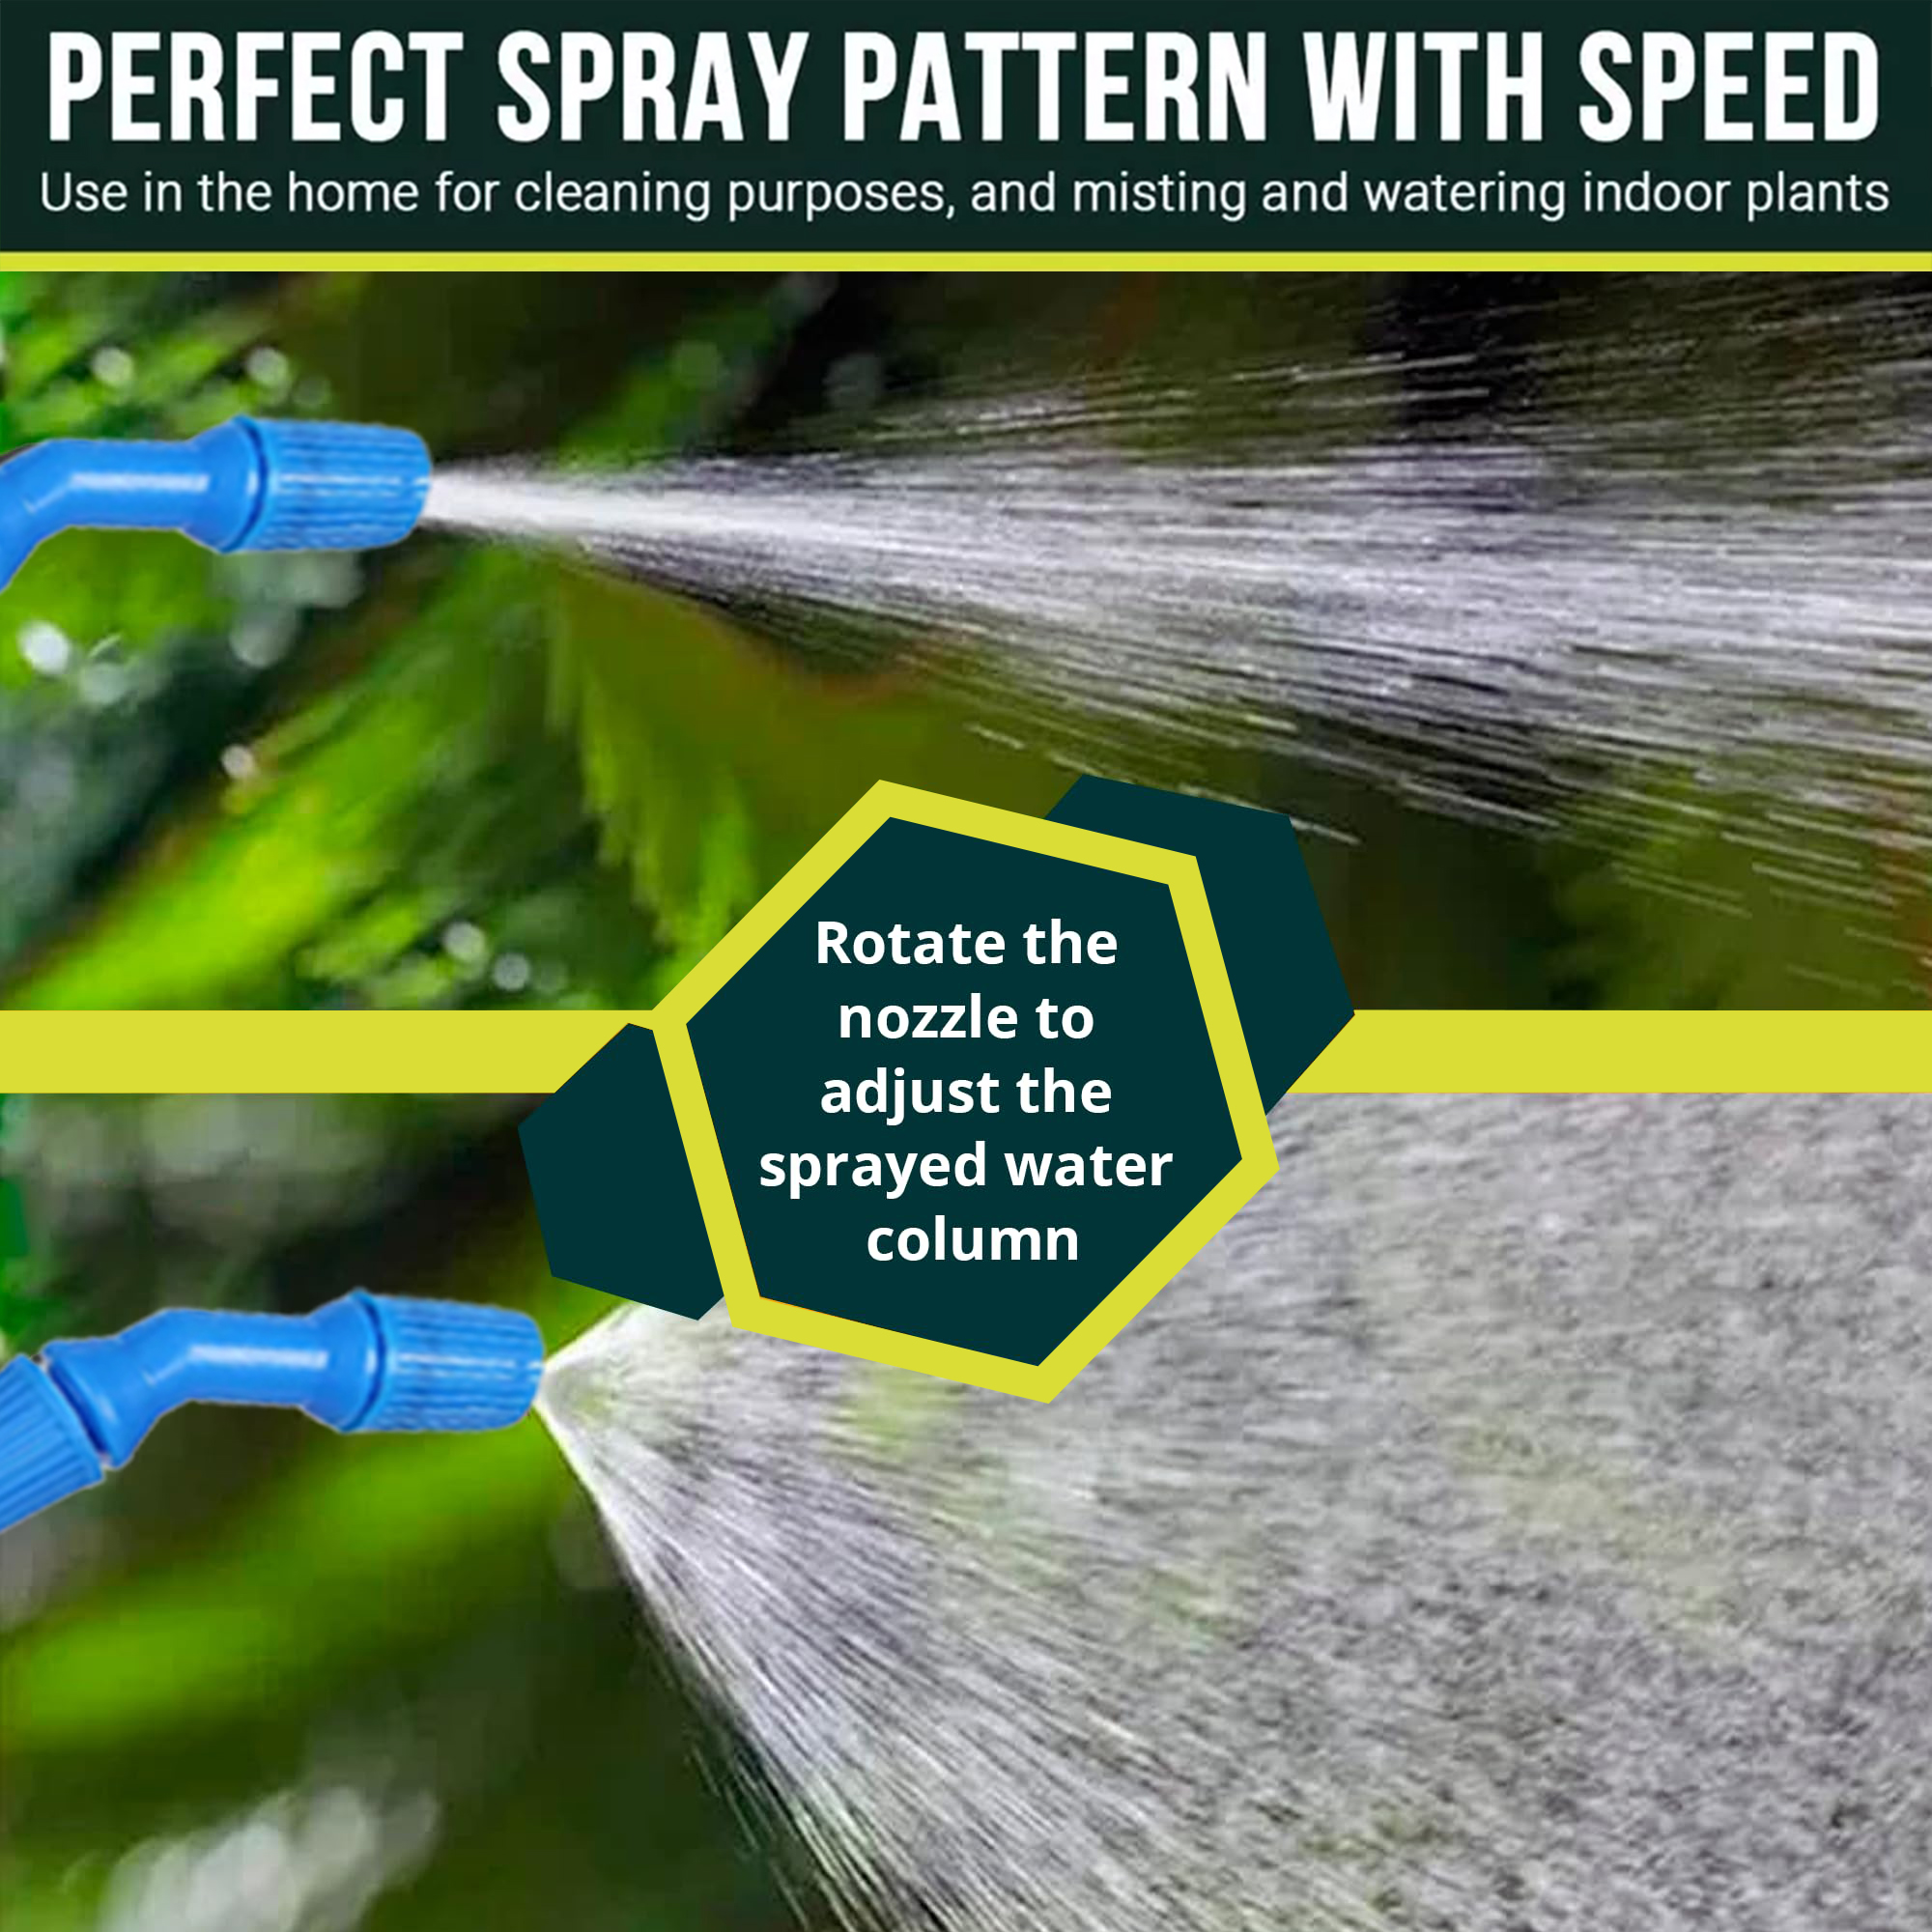 PERFECT SPRAY PATTERN WITH SPEED
Use in the home for cleaning purposes, and misting and watering indoor plants
Rotate the
nozzle to
adjust the
sprayed water
column